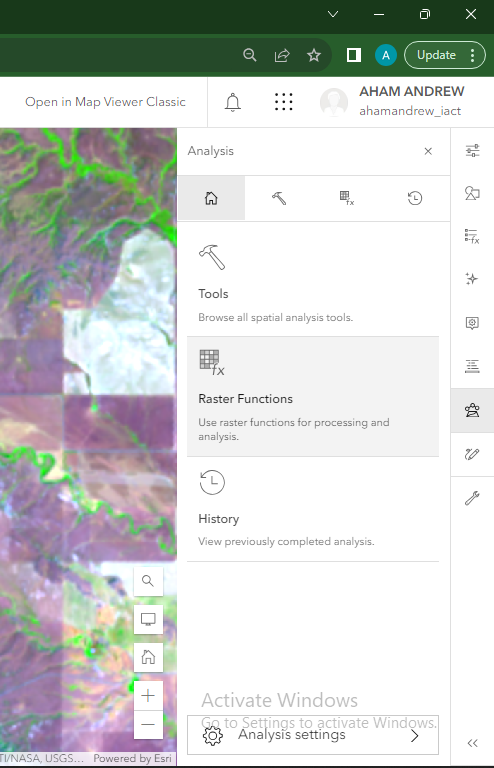 Update
Open in Map Viewer Classic
AHAM ANDREW
ahamandrew_iact
A
Analysis
fx
Tools
Browse all spatial analysis tools.
fx
Raster Functions
Use raster functions for processing and
analysis.
History
View previously completed analysis.
Activate Windows
Go to Settings to activate Windows.
Analysis settings
TI/NASA, USGS... Powered by Esri